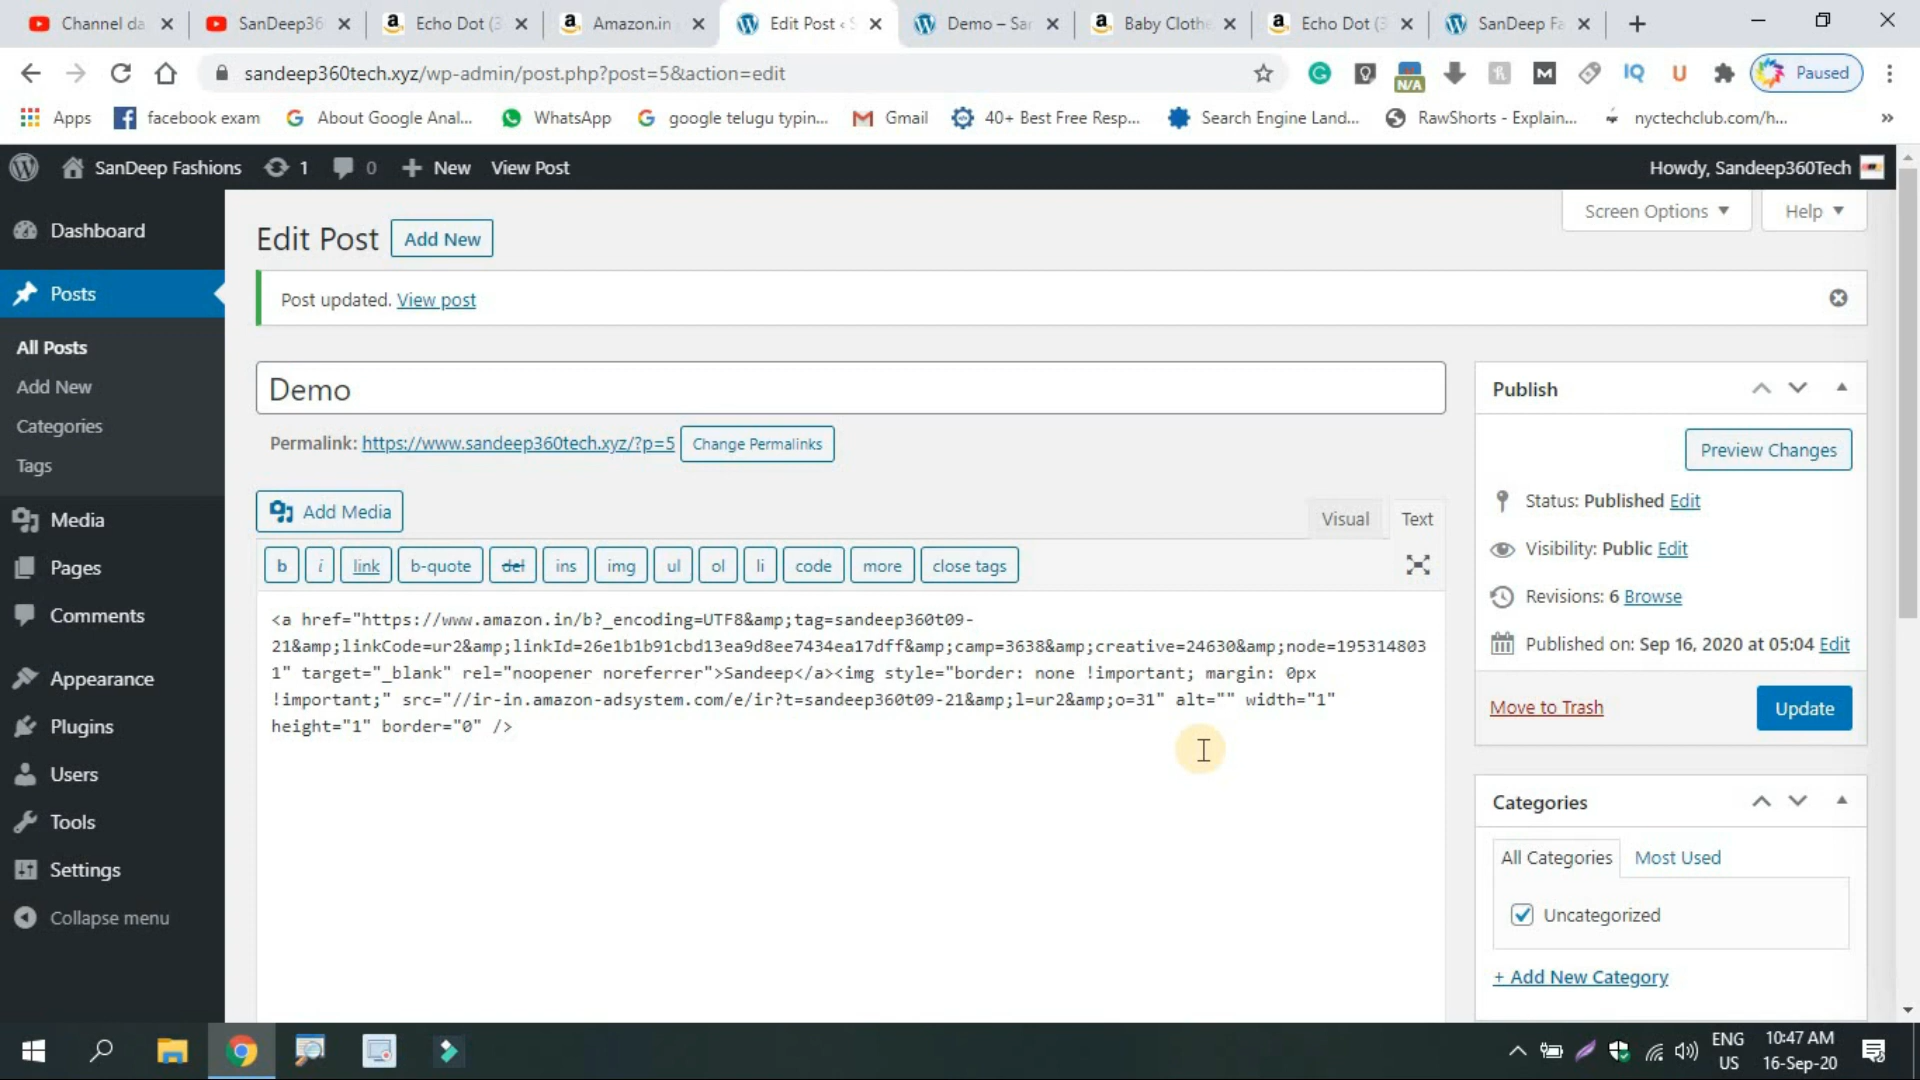 Channel da
SanDeep36
Echo Dot (3
Amazon.in
Edit Post ‹ S
Demo – Sar
Baby Clothe
Echo Dot (3
SanDeep Fa
sandeep360tech.xyz/wp-admin/post.php?post=5&action=edit
N/A
IQ
Paused
Apps
facebook exam
About Google Anal...
WhatsApp
google telugu typin...
Gmail
40+ Best Free Resp...
Search Engine Land...
RawShorts - Explain...
nyctechclub.com/h...
»
SanDeep Fashions
1
0
New
View Post
Howdy, Sandeep360Tech
Dashboard
Posts
All Posts
Add New
Categories
Tags
Media
Pages
Comments
Appearance
Plugins
Users
Tools
Settings
Collapse menu
Screen Options
Help
Edit Post
Add New
Post updated. View post
Demo
Permalink: https://www.sandeep360tech.xyz/?p=5
Change Permalinks
Add Media
Visual
Text
b
i
link
b-quote
del
ins
img
ul
ol
li
code
more
close tags
<a href="https://www.amazon.in/b?_encoding=UTF8&amp;tag=sandeep360t09-
21&amp;linkCode=ur2&amp;linkId=26e1b1b91cbd13ea9d8ee7434ea17dff&amp;camp=3638&amp;creative=24630&amp;node=195314803
1" target="_blank" rel="noopener noreferrer">Sandeep</a><img style="border: none !important; margin: 0px
!important;" src="//ir-in.amazon-adsystem.com/e/ir?t=sandeep360t09-21&amp;l=ur2&amp;o=31" alt="" width="1"
height="1" border="0" />
Publish
Preview Changes
Status: Published Edit
Visibility: Public Edit
Revisions: 6 Browse
Published on: Sep 16, 2020 at 05:04 Edit
Move to Trash
Update
Categories
All Categories
Most Used
Uncategorized
+ Add New Category
ENG
US
10:47 AM
16-Sep-20